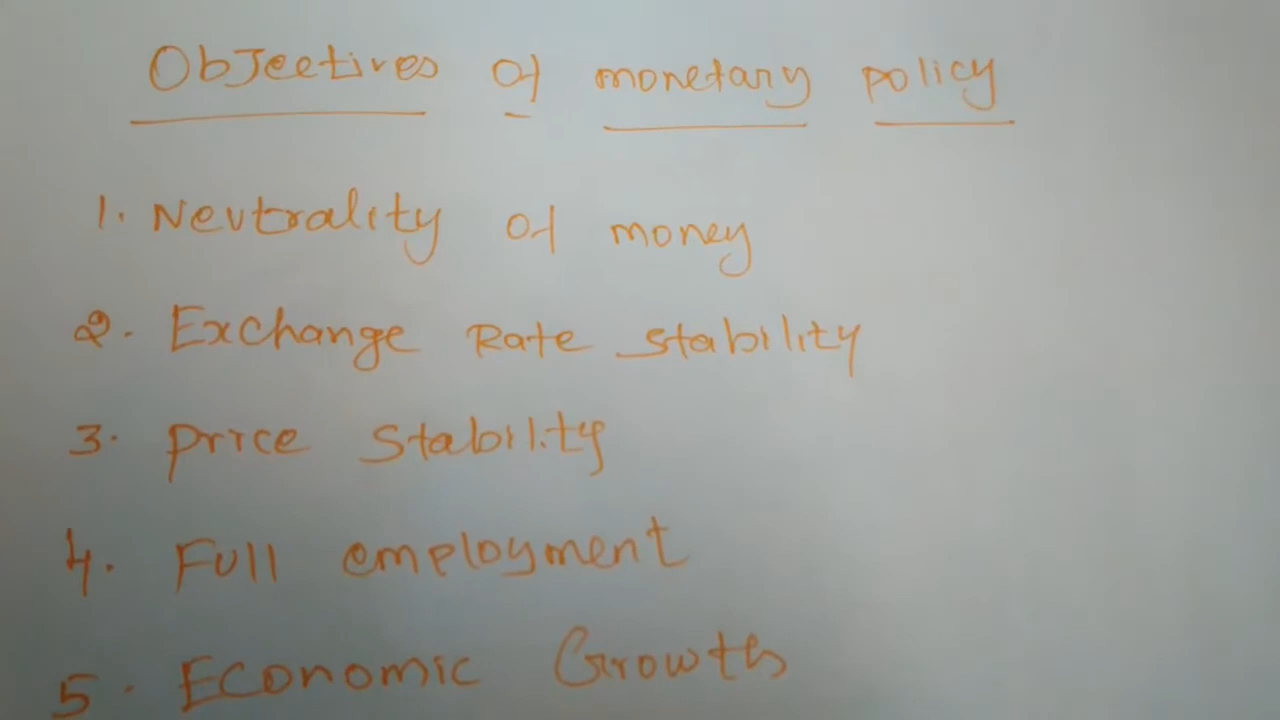 Objectives of monetary policy
1. Neutrality of money
2. Exchange Rate stability
3. Price Stability
4. Full employment
5. Economic Growth